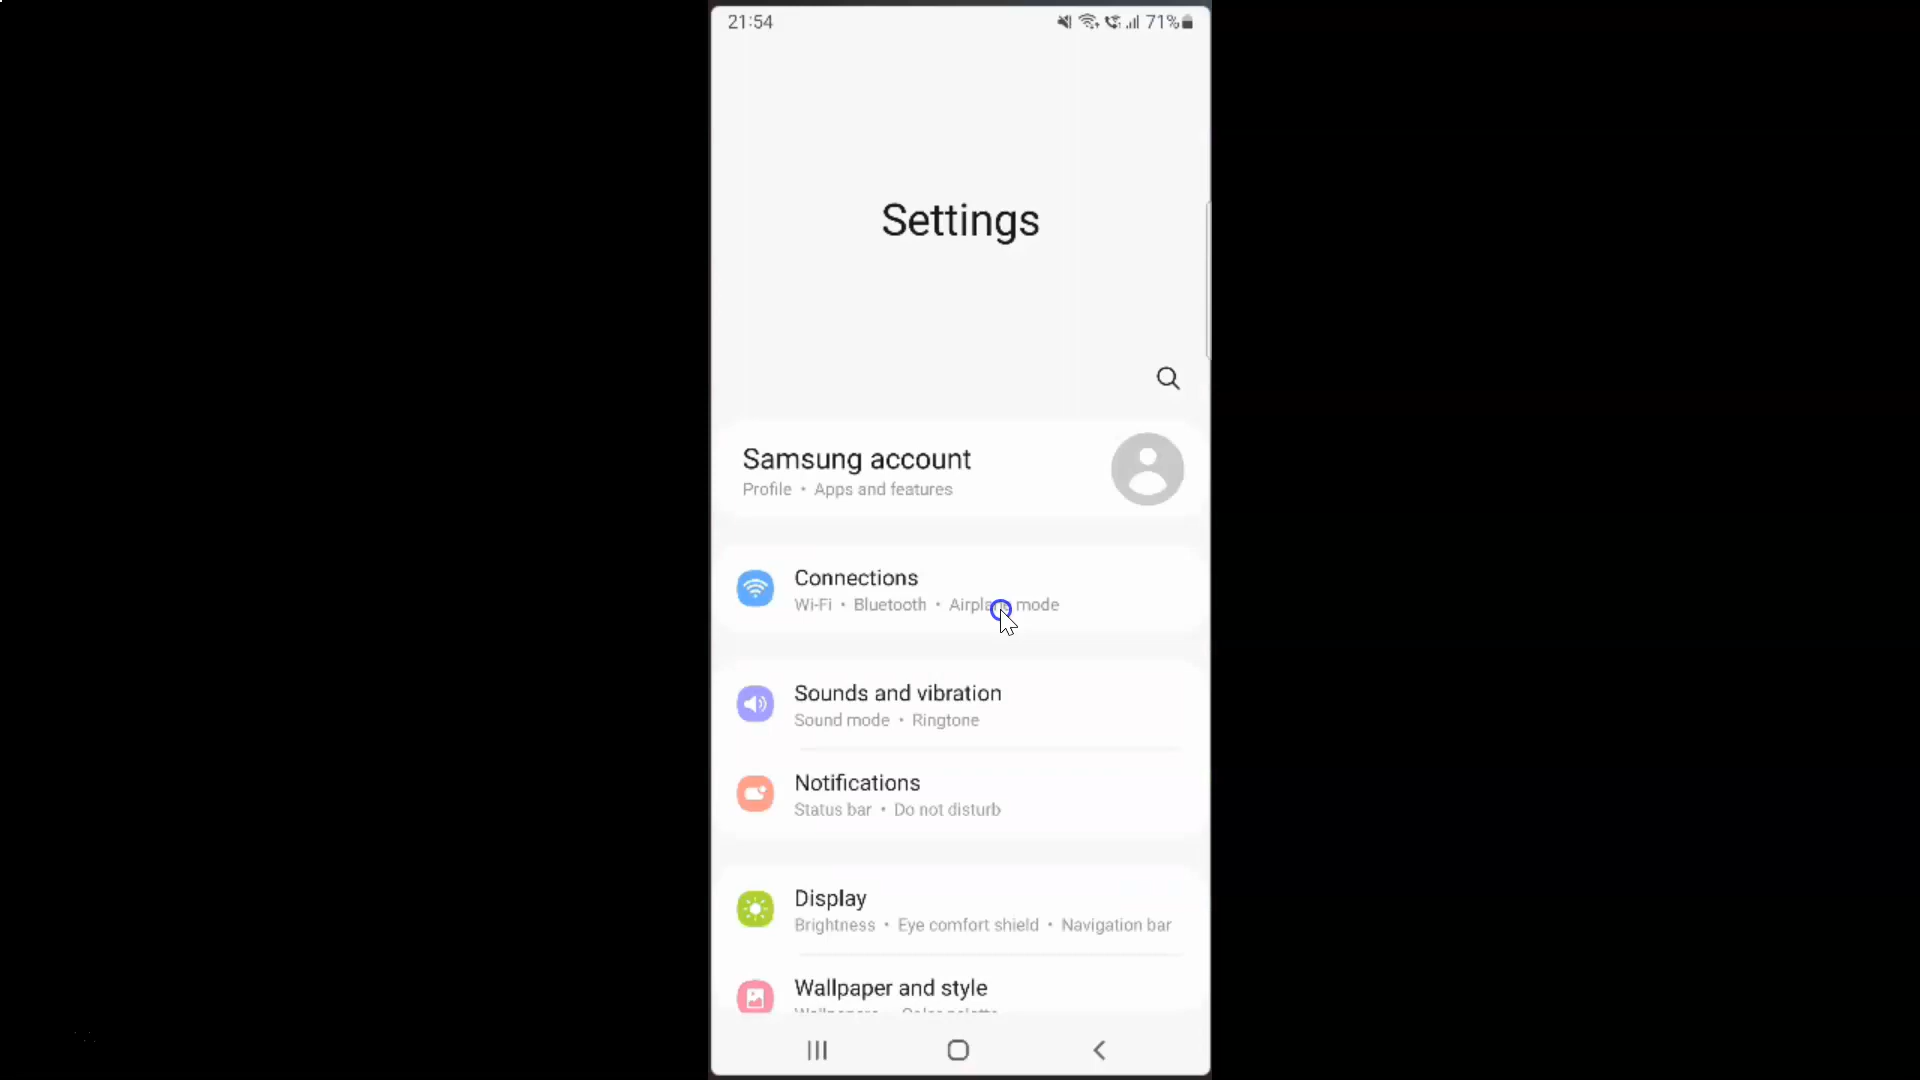 21:54 71%
Settings
Samsung account
Profile • Apps and features
Connections
Wi-Fi • Bluetooth • Airplane mode
Sounds and vibration
Sound mode • Ringtone
Notifications
Status bar • Do not disturb
Display
Brightness • Eye comfort shield • Navigation bar
Wallpaper and style